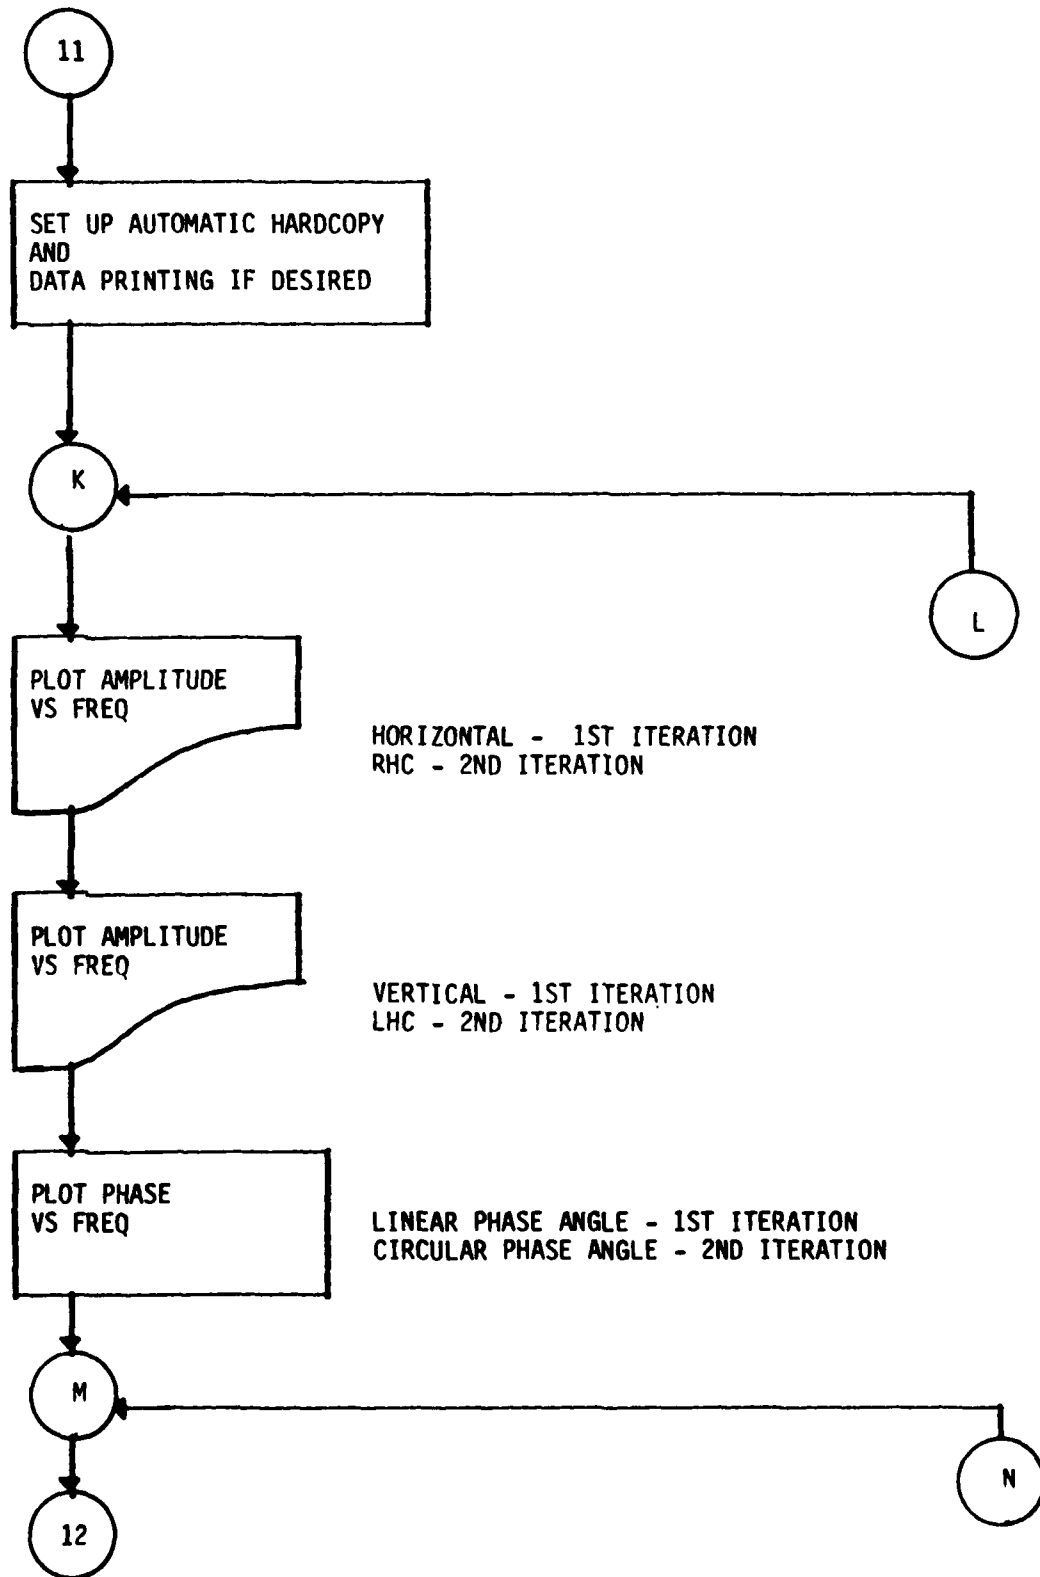 11
SET UP AUTOMATIC HARDCOPY
AND
DATA PRINTING IF DESIRED
K
L
PLOT AMPLITUDE
VS FREQ
HORIZONTAL - 1ST ITERATION
RHC - 2ND ITERATION
PLOT AMPLITUDE
VS FREQ
VERTICAL - 1ST ITERATION
LHC - 2ND ITERATION
PLOT PHASE
VS FREQ
LINEAR PHASE ANGLE - 1ST ITERATION
CIRCULAR PHASE ANGLE - 2ND ITERATION
M
N
12